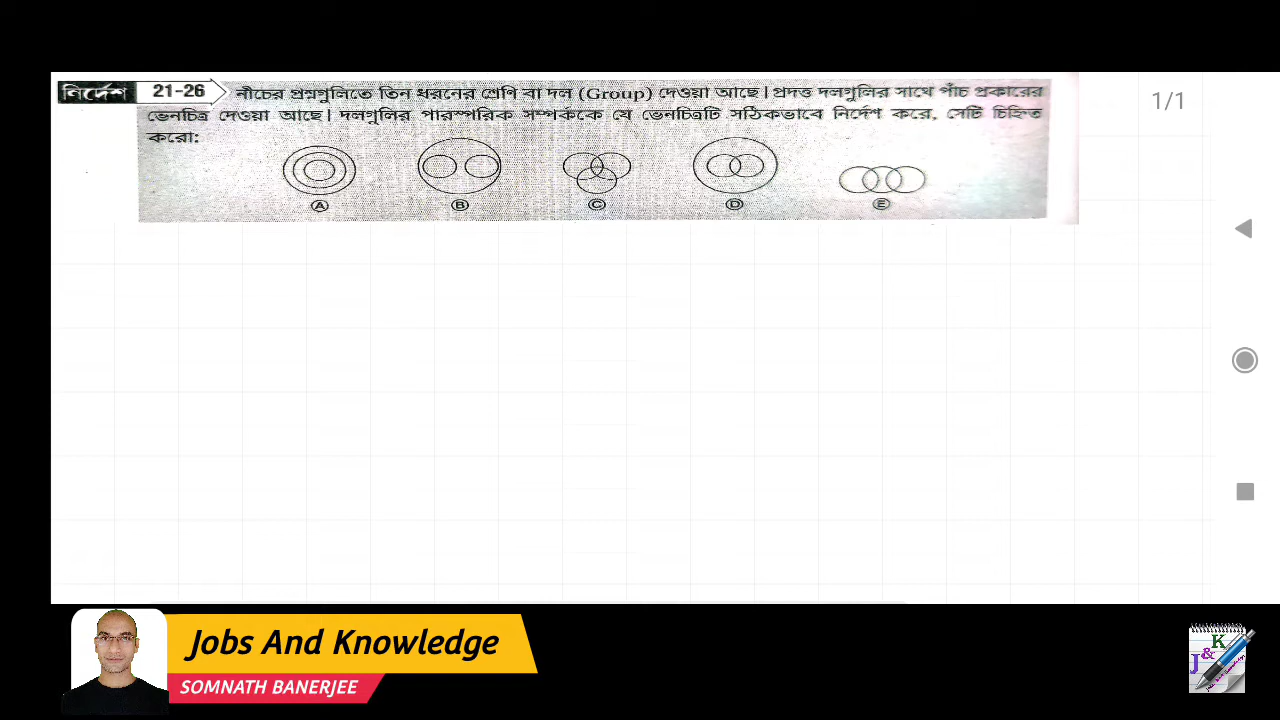 নির্দেশ 21-26 নীচের প্রশ্নগুলিতে তিন ধরনের শ্রেণি বা দল (Group) দেওয়া আছে। প্রদত্ত দলগুলির সাথে পাঁচ প্রকারের
ভেনচিত্র দেওয়া আছে। দলগুলির পারস্পরিক সম্পর্ককে যে ভেনচিত্রটি সঠিকভাবে নির্দেশ করে, সেটি চিহ্নিত
করো:
A B C D E
1/1
Jobs And Knowledge
SOMNATH BANERJEE
J & K